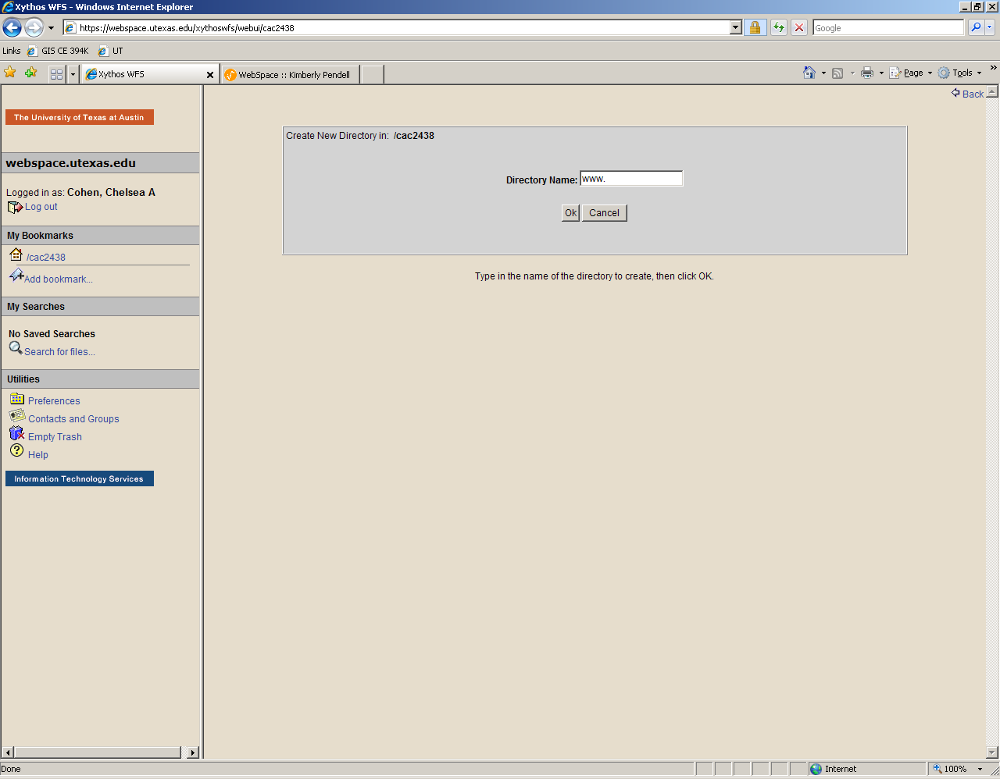 Xythos WFS - Windows Internet Explorer
https://webspace.utexas.edu/xythoswfs/webui/cac2438
Google
Links GIS CE 394K UT
Xythos WFS WebSpace :: Kimberly Pendell Page Tools »
Back
The University of Texas at Austin
webspace.utexas.edu
Logged in as: Cohen, Chelsea A
Log out
My Bookmarks
/cac2438
Add bookmark...
My Searches
No Saved Searches
Search for files...
Utilities
Preferences
Contacts and Groups
Empty Trash
Help
Information Technology Services
Create New Directory in: /cac2438
Directory Name: www.
Ok Cancel
Type in the name of the directory to create, then click OK.
Done Internet 100%